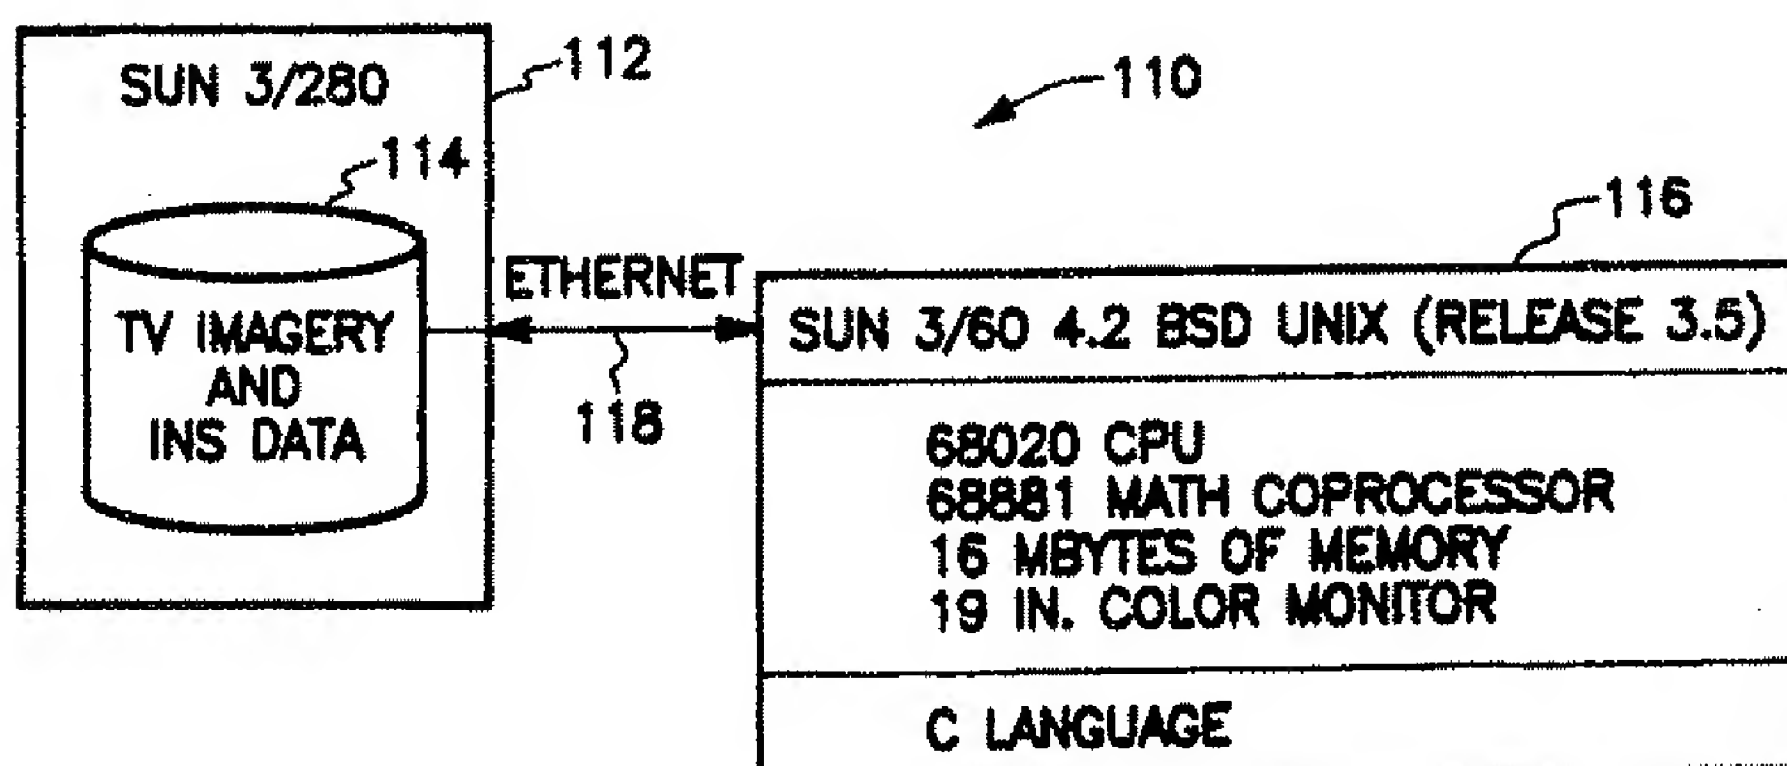 SUN 3/280
112
110
114
116
ETHERNET
TV IMAGERY
AND
INS DATA
118
SUN 3/60 4.2 BSD UNIX (RELEASE 3.5)
68020 CPU
68881 MATH COPROCESSOR
16 MBYTES OF MEMORY
19 IN. COLOR MONITOR
C LANGUAGE